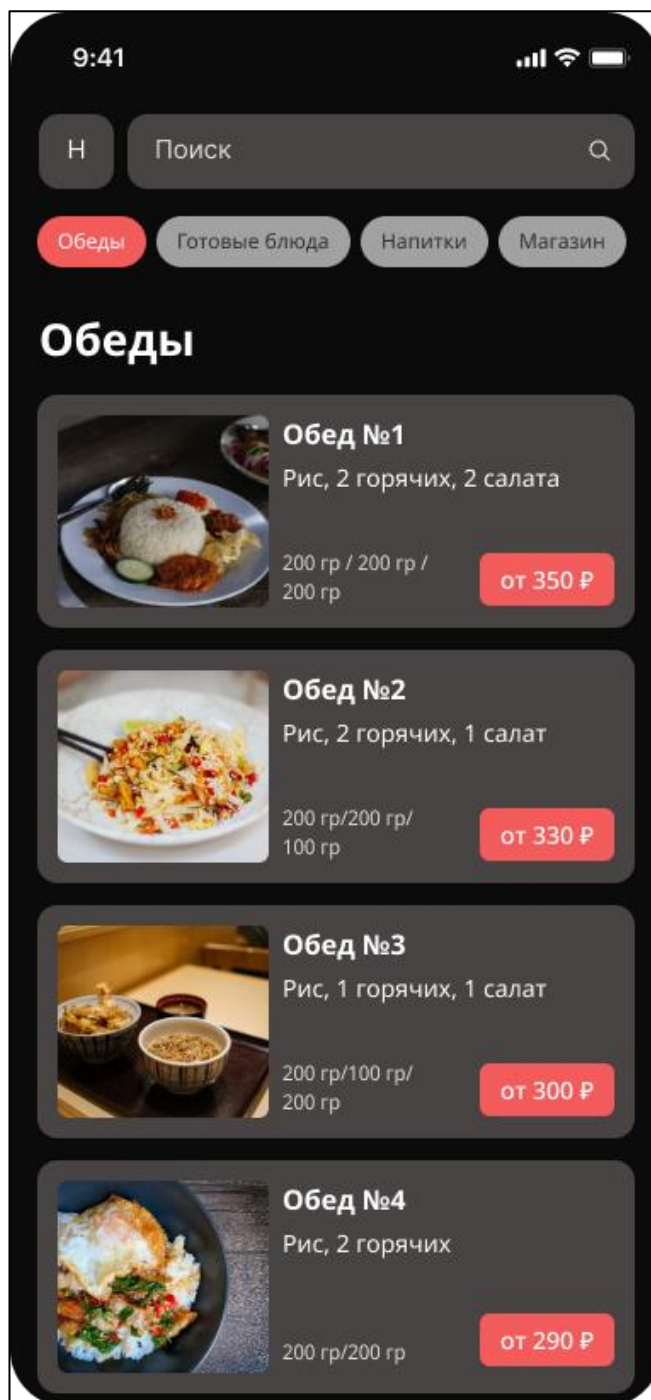 9:41
Н
Поиск
Обеды
Готовые блюда
Напитки
Магазин
Обеды
Обед №1
Рис, 2 горячих, 2 салата
200 гр / 200 гр /
200 гр
от 350 ₽
Обед №2
Рис, 2 горячих, 1 салат
200 гр/200 гр/
100 гр
от 330 ₽
Обед №3
Рис, 1 горячих, 1 салат
200 гр/100 гр/
200 гр
от 300 ₽
Обед №4
Рис, 2 горячих
200 гр/200 гр
от 290 ₽